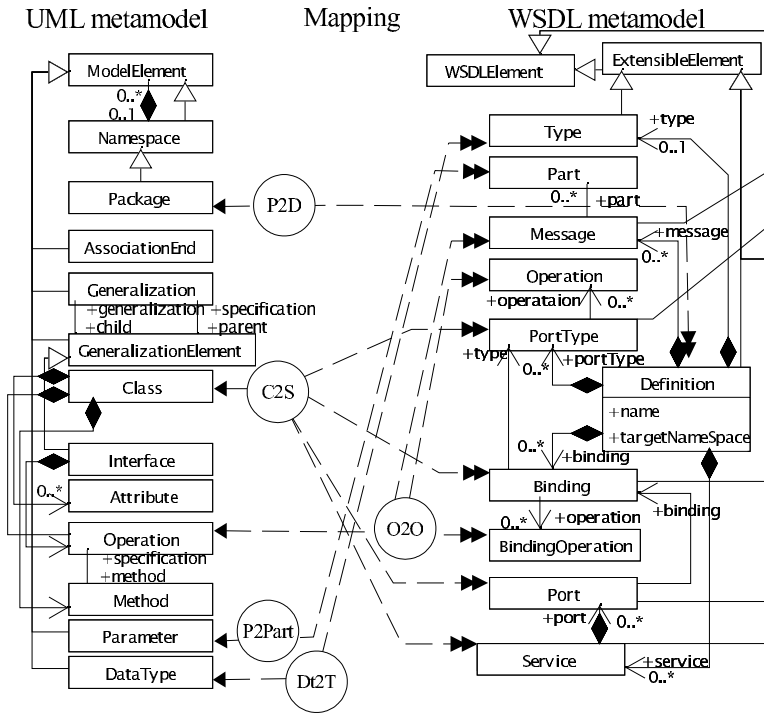 UML metamodel
Mapping
WSDL metamodel
ModelElement
0..*
0..1
Namespace
Package
AssociationEnd
Generalization
+generalization
+specification
+child
+parent
GeneralizationElement
Class
Interface
0..*
Attribute
Operation
+specification
+method
Method
Parameter
DataType
P2D
C2S
O2O
P2Part
Dt2T
WSDLElement
ExtensibleElement
Type
+type
0..1
Part
0..*
+part
Message
+message
0..*
Operation
+operataion
0..*
PortType
+type
0..*
+portType
Definition
+name
+targetNameSpace
0..*
+binding
Binding
0..*
+operation
+binding
BindingOperation
Port
+port
0..*
Service
+service
0..*